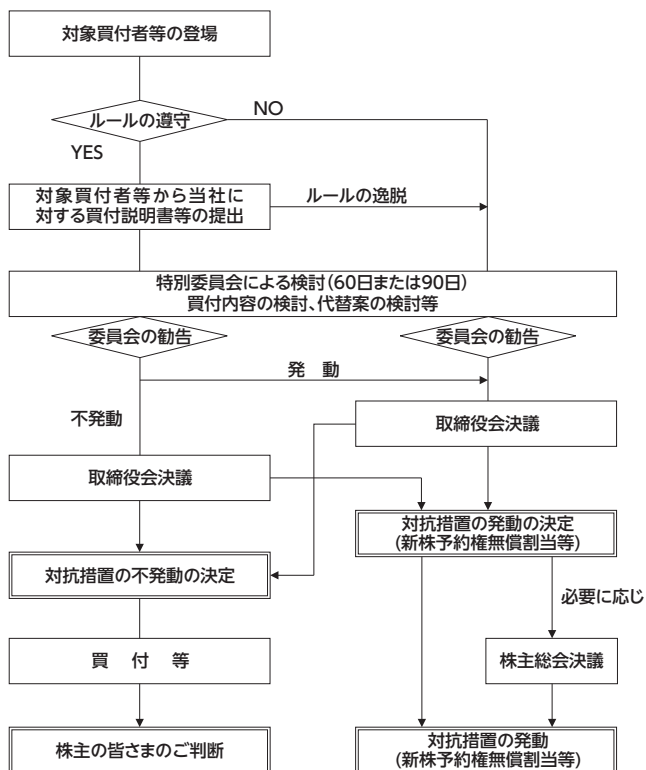 対象買付者等の登場
ルールの遵守
NO
YES
対象買付者等から当社に
対する買付説明書等の提出
ルールの逸脱
特別委員会による検討(60日または90日)
買付内容の検討、代替案の検討等
委員会の勧告
委員会の勧告
発　動
不発動
取締役会決議
取締役会決議
対抗措置の発動の決定
(新株予約権無償割当等)
対抗措置の不発動の決定
必要に応じ
買　付　等
株主総会決議
株主の皆さまのご判断
対抗措置の発動
(新株予約権無償割当等)